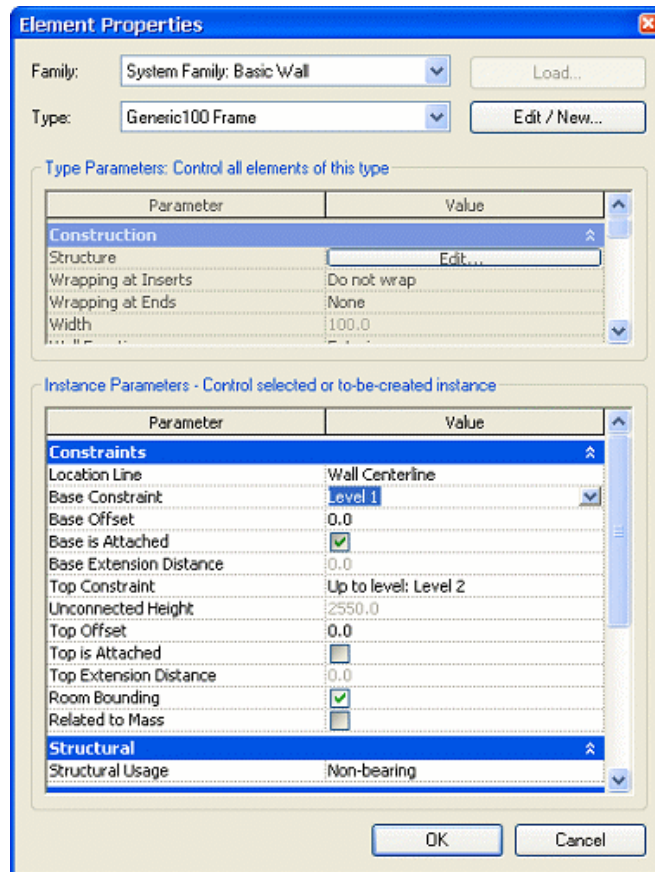 Element Properties
Family: System Family: Basic Wall Load...
Type: Generic100 Frame Edit / New...
Type Parameters: Control all elements of this type
Parameter Value
Construction
Structure Edit...
Wrapping at Inserts Do not wrap
Wrapping at Ends None
Width 100.0
Instance Parameters - Control selected or to-be-created instance
Parameter Value
Constraints
Location Line Wall Centerline
Base Constraint Level 1
Base Offset 0.0
Base is Attached
Base Extension Distance 0.0
Top Constraint Up to level: Level 2
Unconnected Height 2550.0
Top Offset 0.0
Top is Attached
Top Extension Distance 0.0
Room Bounding
Related to Mass
Structural
Structural Usage Non-bearing
OK Cancel